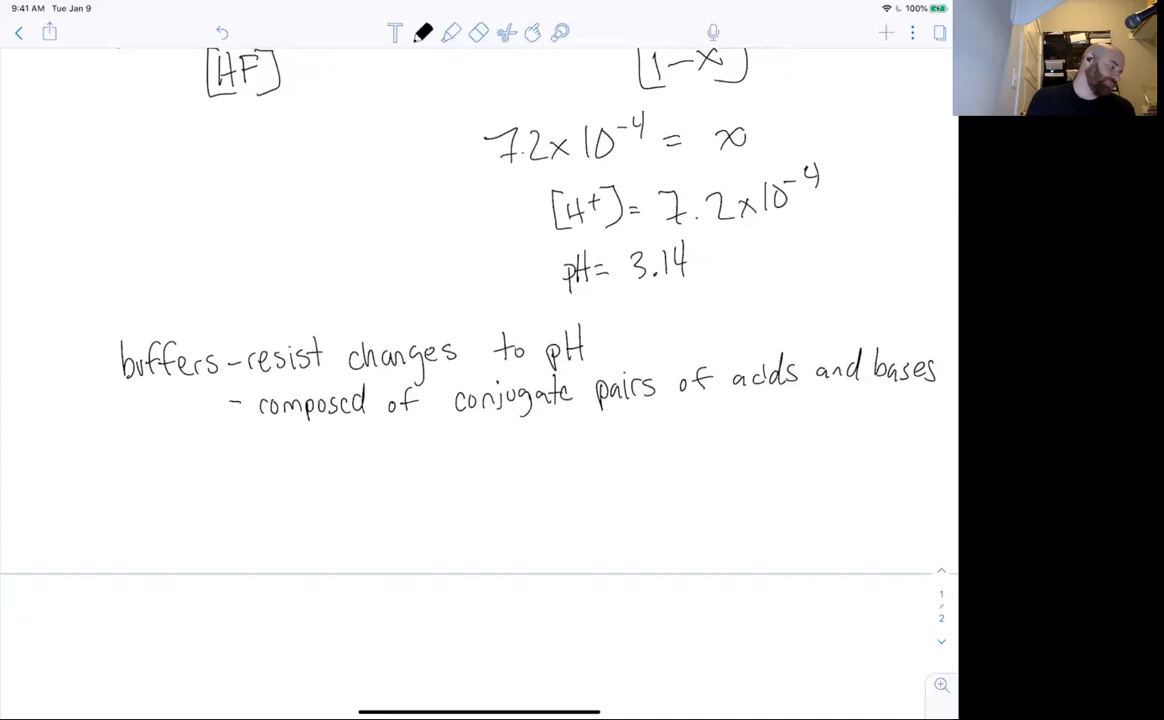 9:41 AM Tue Jan 9
100%
T
[HF]
[1-x]
7.2x10⁻⁴ = x
[H+]= 7.2x10⁻⁴
pH= 3.14
buffers-resist changes to pH
- composed of conjugate pairs of acids and bases
1
/
2